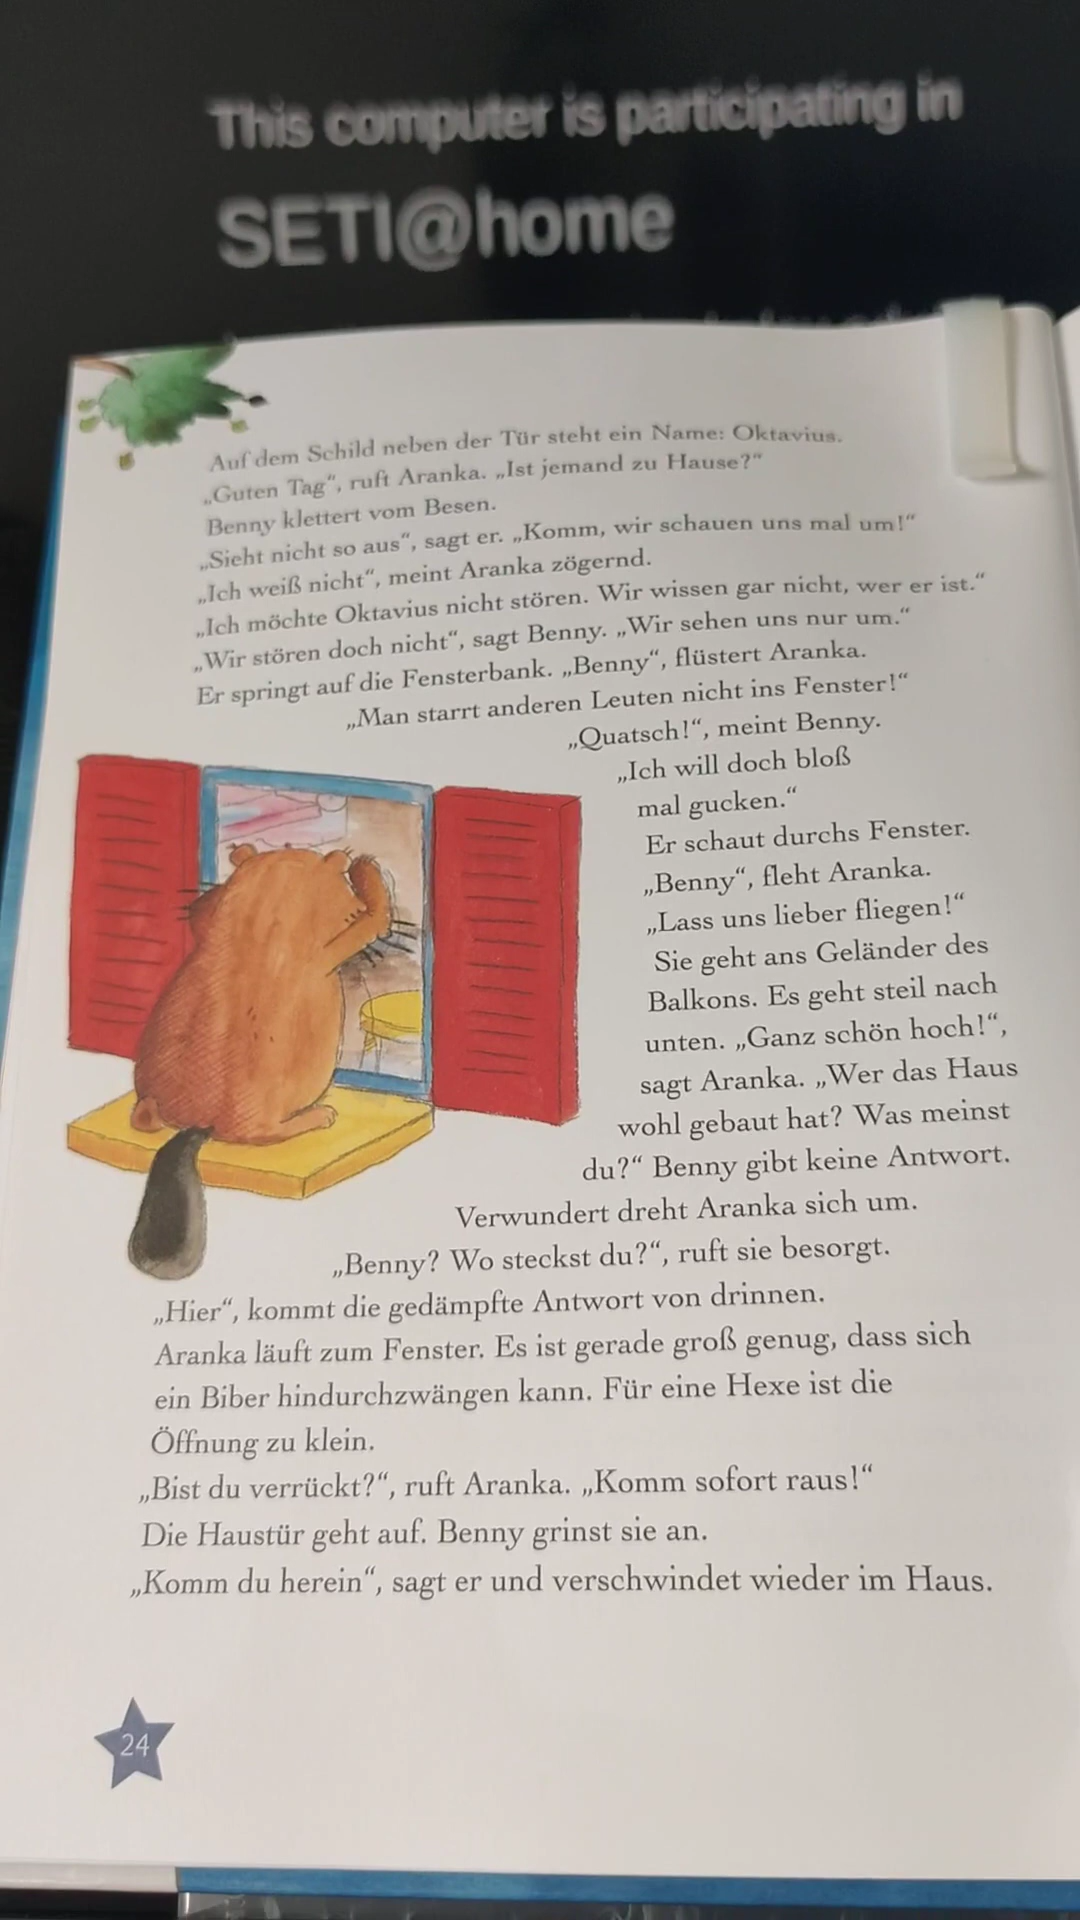 This computer is participating in
SETI@home
Auf dem Schild neben der Tür steht ein Name: Oktavius.
„Guten Tag“, ruft Aranka. „Ist jemand zu Hause?“
Benny klettert vom Besen.
„Sieht nicht so aus“, sagt er. „Komm, wir schauen uns mal um!“
„Ich weiß nicht“, meint Aranka zögernd.
„Ich möchte Oktavius nicht stören. Wir wissen gar nicht, wer er ist.“
„Wir stören doch nicht“, sagt Benny. „Wir sehen uns nur um.“
Er springt auf die Fensterbank. „Benny“, flüstert Aranka.
„Man starrt anderen Leuten nicht ins Fenster!“
„Quatsch!“, meint Benny.
„Ich will doch bloß
mal gucken.“
Er schaut durchs Fenster.
„Benny“, fleht Aranka.
„Lass uns lieber fliegen!“
Sie geht ans Geländer des
Balkons. Es geht steil nach
unten. „Ganz schön hoch!“,
sagt Aranka. „Wer das Haus
wohl gebaut hat? Was meinst
du?“ Benny gibt keine Antwort.
Verwundert dreht Aranka sich um.
„Benny? Wo steckst du?“, ruft sie besorgt.
„Hier“, kommt die gedämpfte Antwort von drinnen.
Aranka läuft zum Fenster. Es ist gerade groß genug, dass sich
ein Biber hindurchzwängen kann. Für eine Hexe ist die
Öffnung zu klein.
„Bist du verrückt?“, ruft Aranka. „Komm sofort raus!“
Die Haustür geht auf. Benny grinst sie an.
„Komm du herein“, sagt er und verschwindet wieder im Haus.
24